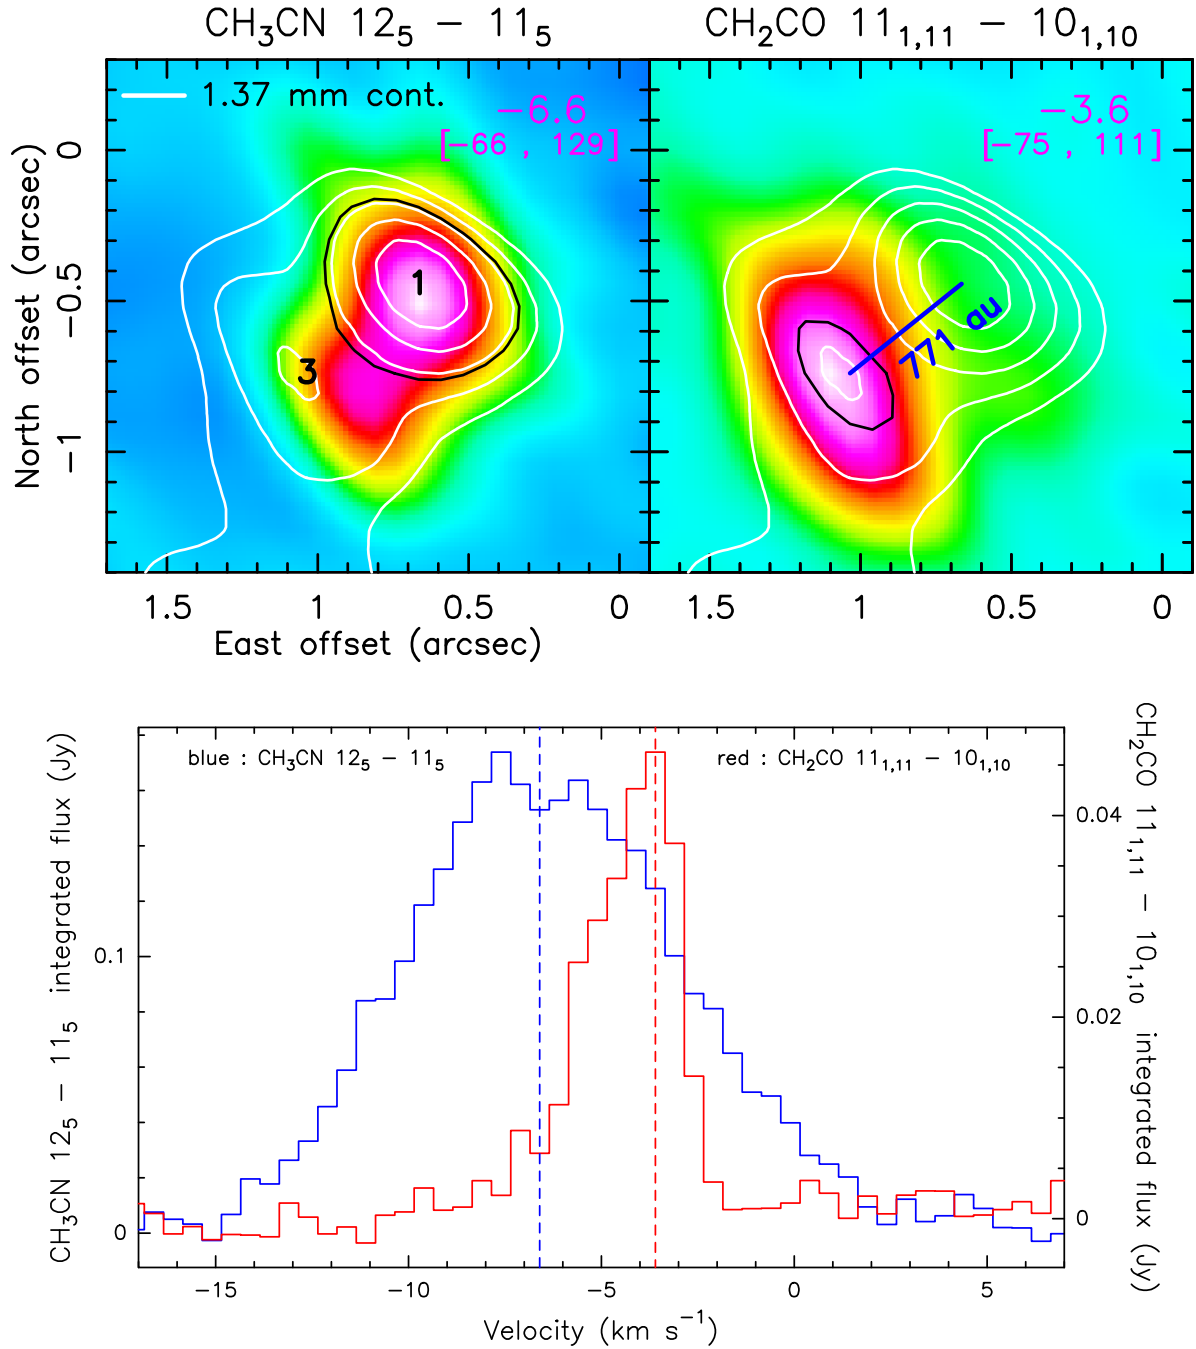 CH₃CN 12₅ − 11₅
CH₂CO 11₁,₁₁ − 10₁,₁₀
1.37 mm cont.
−6.6
[−66 , 129]
−3.6
[−75 , 111]
1
3
771 au
North offset (arcsec)
0
−0.5
−1
1.5 1 0.5 0
1.5 1 0.5 0
East offset (arcsec)
blue : CH₃CN 12₅ − 11₅
red : CH₂CO 11₁,₁₁ − 10₁,₁₀
CH₃CN 12₅ − 11₅ integrated flux (Jy)
0.1
0
CH₂CO 11₁,₁₁ − 10₁,₁₀ integrated flux (Jy)
0.04
0.02
0
−15 −10 −5 0 5
Velocity (km s⁻¹)